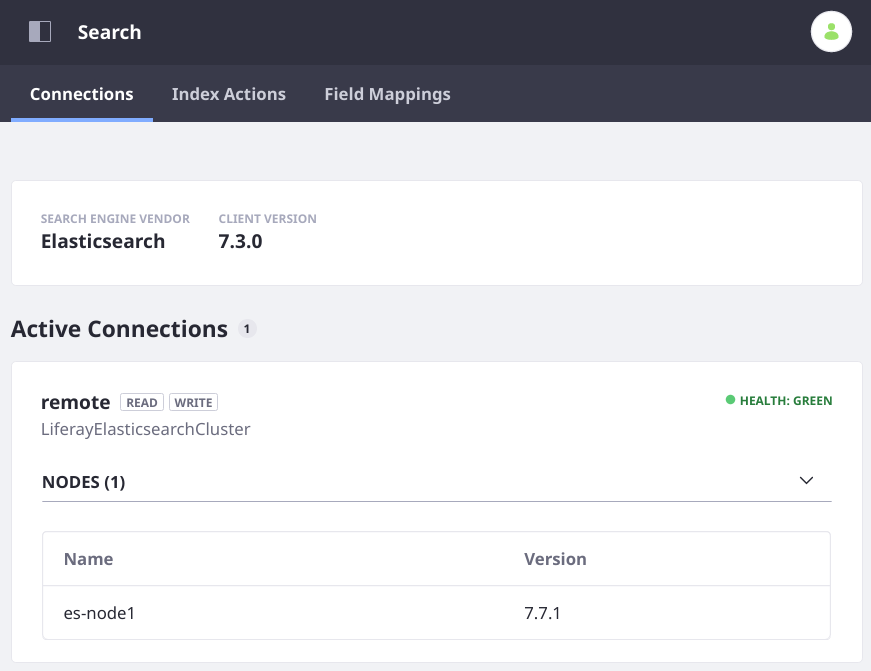 Search
Connections Index Actions Field Mappings
SEARCH ENGINE VENDOR CLIENT VERSION
Elasticsearch 7.3.0
Active Connections 1
remote READ WRITE HEALTH: GREEN
LiferayElasticsearchCluster
NODES (1)
Name Version
es-node1 7.7.1